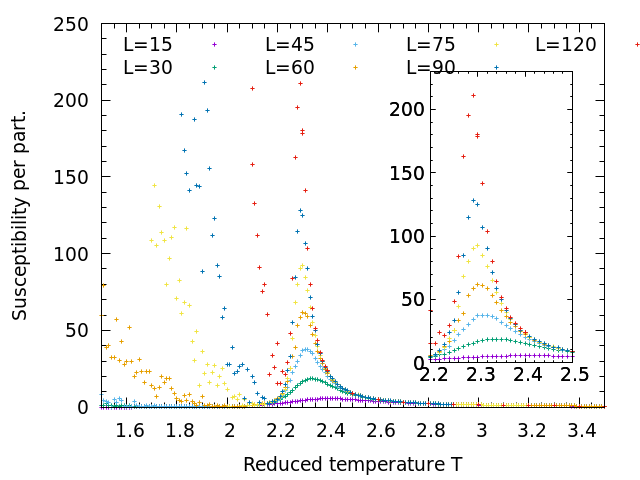 250
L=15 L=45 L=75 L=120
L=30 L=60 L=90
200
200
150
150
100
100
50
50
0
0
2.2 2.3 2.4 2.5
1.6 1.8 2 2.2 2.4 2.6 2.8 3 3.2 3.4
Susceptibility per part.
Reduced temperature T